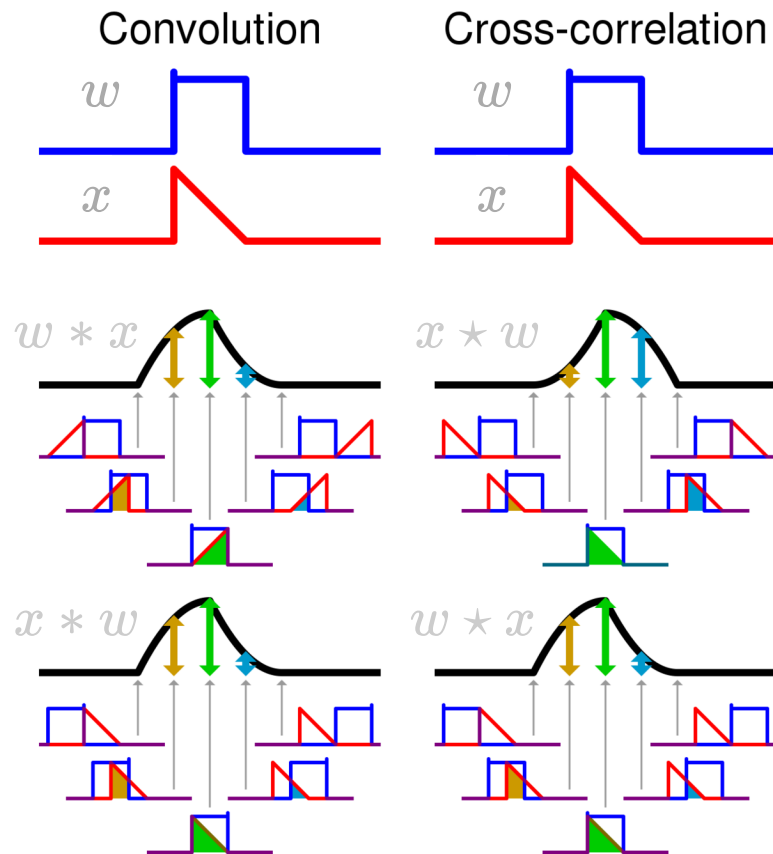 Convolution
Cross-correlation
w
w
x
x
w ∗ x
x ⋆ w
x ∗ w
w ⋆ x